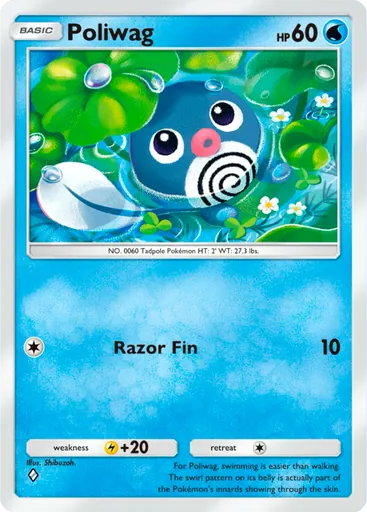 BASIC Poliwag HP 60
NO. 0060 Tadpole Pokémon HT: 2' WT: 27.3 lbs.
Razor Fin 10
weakness +20 retreat
Illus. Shibuzoh.
For Poliwag, swimming is easier than walking.
The swirl pattern on its belly is actually part of
the Pokémon's innards showing through the skin.